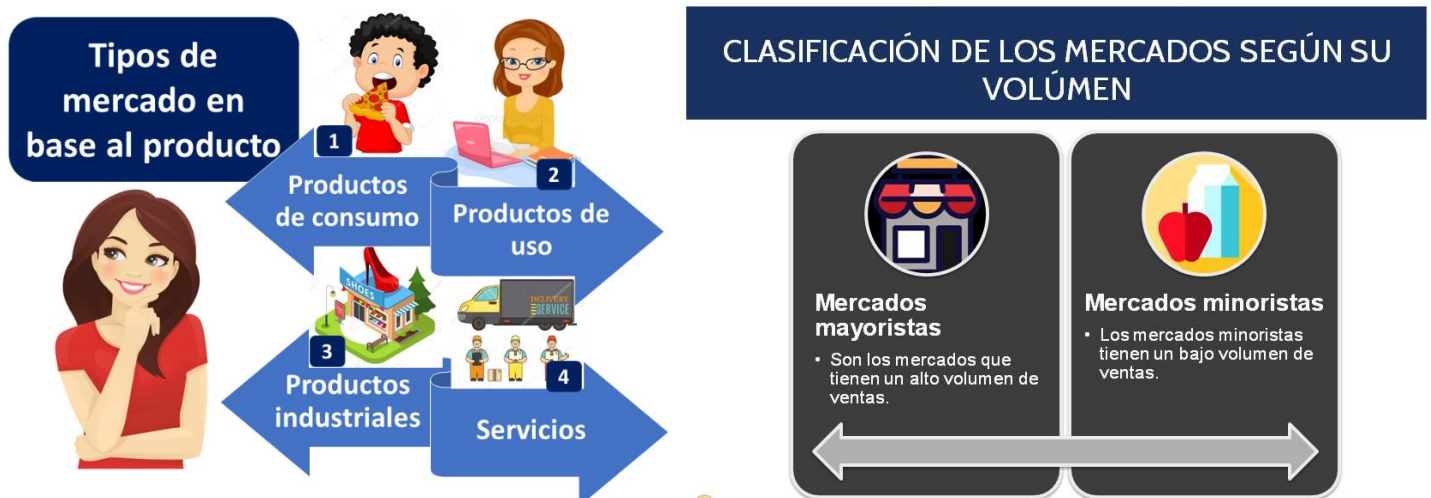 Tipos de
mercado en
base al producto
1
2
Productos
de consumo
Productos de
uso
SHOES
DELIVERY
SERVICE
3
4
Productos
industriales
Servicios
CLASIFICACIÓN DE LOS MERCADOS SEGÚN SU
VOLÚMEN
Mercados
mayoristas
• Son los mercados que
tienen un alto volumen de
ventas.
Mercados minoristas
• Los mercados minoristas
tienen un bajo volumen de
ventas.